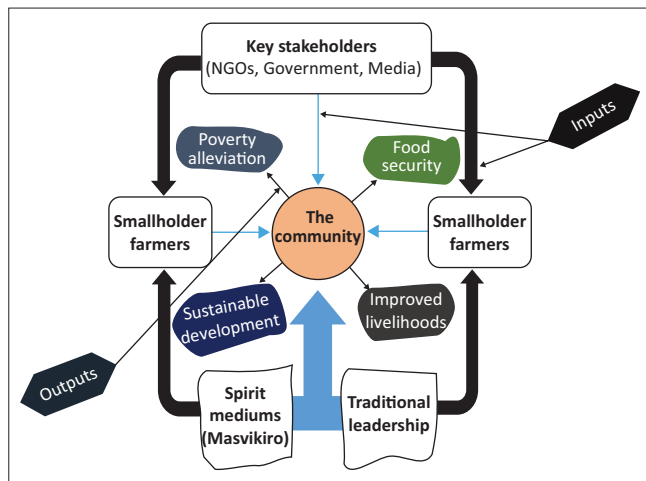 Key stakeholders
(NGOs, Government, Media)
Inputs
Poverty
alleviation
Food
security
Smallholder
farmers
The
community
Smallholder
farmers
Sustainable
development
Improved
livelihoods
Outputs
Spirit
mediums
(Masvikiro)
Traditional
leadership